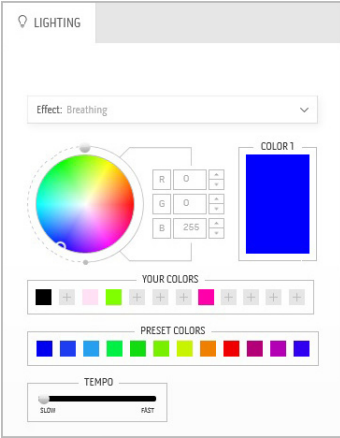 LIGHTING
Effect: Breathing
COLOR 1
R 0
G 0
B 255
YOUR COLORS
PRESET COLORS
TEMPO
SLOW FAST